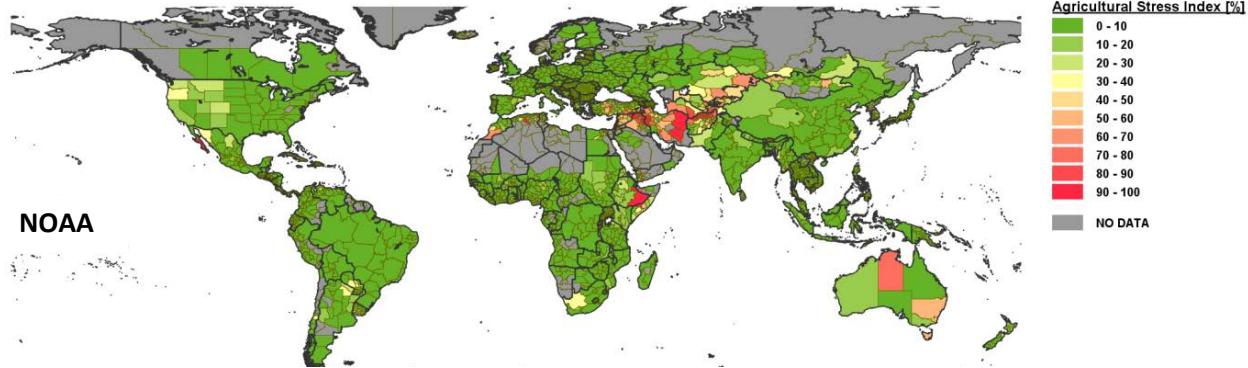 Agricultural Stress Index [%]
0 - 10
10 - 20
20 - 30
30 - 40
40 - 50
50 - 60
60 - 70
70 - 80
80 - 90
90 - 100
NO DATA
NOAA